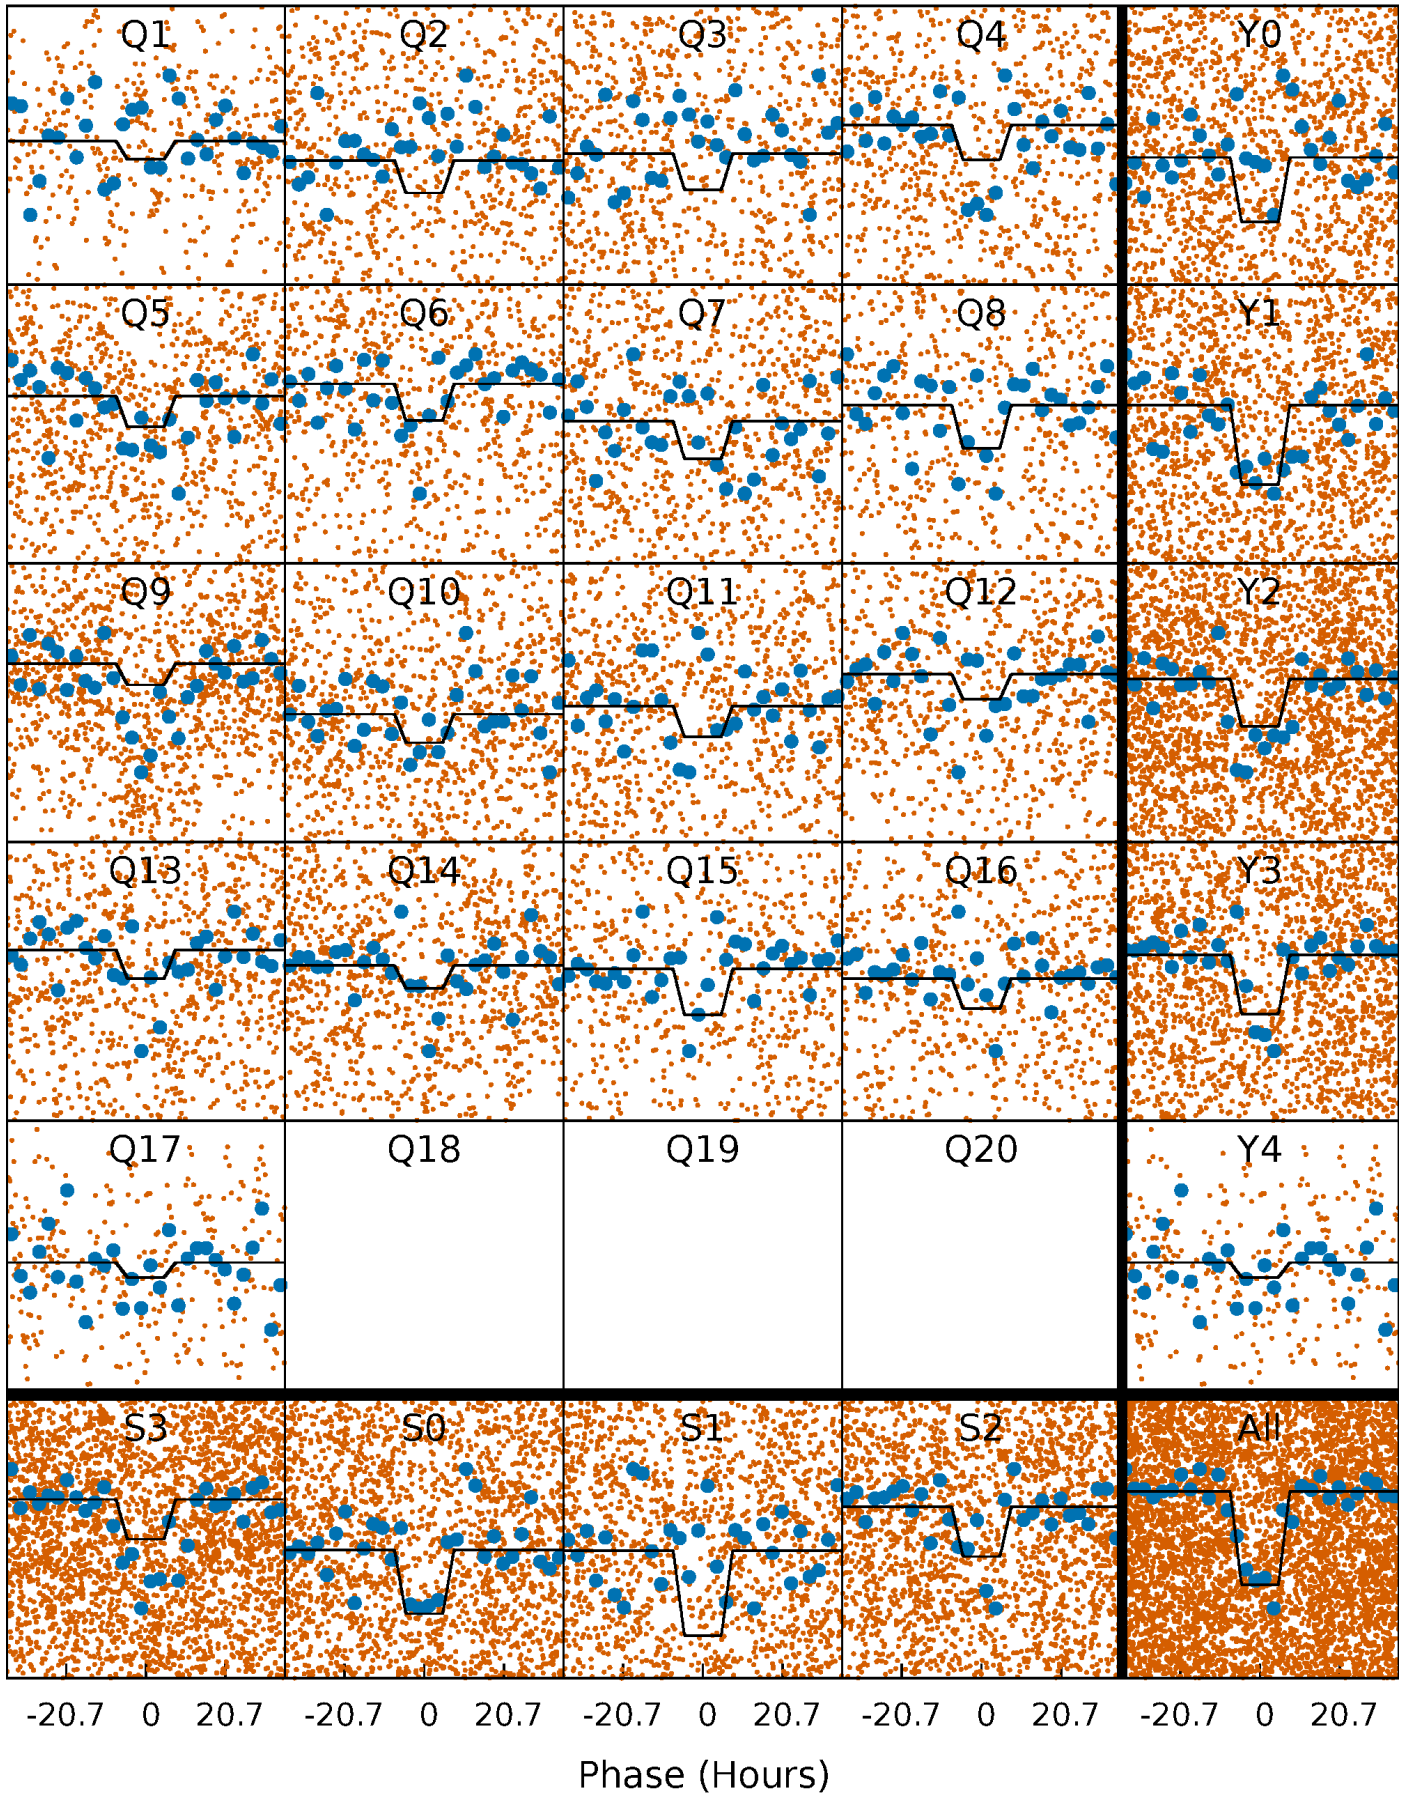 Q1 Q2 Q3 Q4 Y0
Q5 Q6 Q7 Q8 Y1
Q9 Q10 Q11 Q12 Y2
Q13 Q14 Q15 Q16 Y3
Q17 Q18 Q19 Q20 Y4
S3 S0 S1 S2 All
-20.7 0 20.7 -20.7 0 20.7 -20.7 0 20.7 -20.7 0 20.7 -20.7 0 20.7
Phase (Hours)